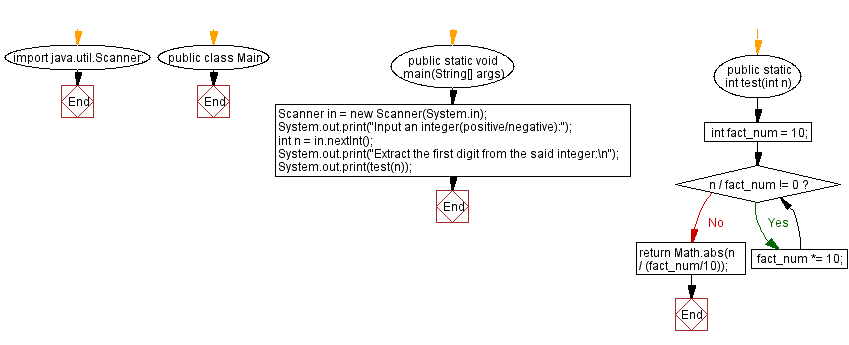 import java.util.Scanner;
End
public class Main
End
public static void
main(String[] args)
Scanner in = new Scanner(System.in);
System.out.print("Input an integer(positive/negative):");
int n = in.nextInt();
System.out.print("Extract the first digit from the said integer:\n");
System.out.print(test(n));
End
public static
int test(int n)
int fact_num = 10;
n / fact_num != 0 ?
No
Yes
return Math.abs(n
/ (fact_num/10));
fact_num *= 10;
End